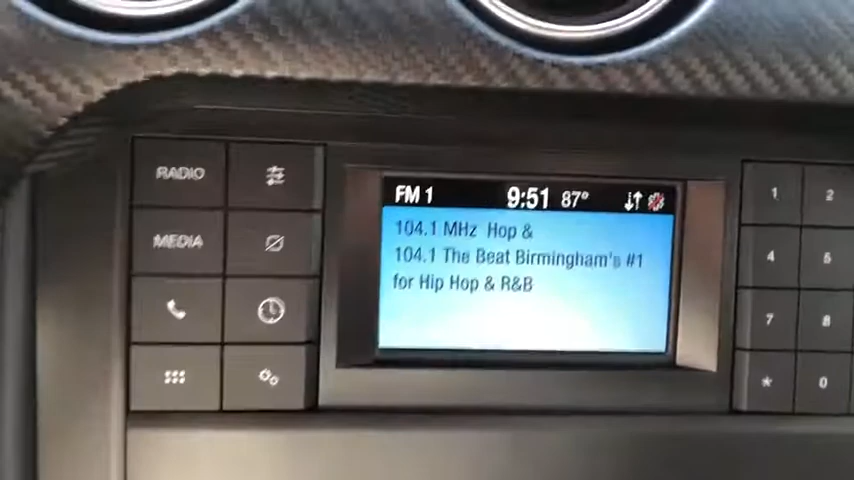 FM 1 9:51 87°
104.1 MHz Hop &
104.1 The Beat Birmingham's #1
for Hip Hop & R&B
RADIO
MEDIA
1 2
4 5
7 8
* 0